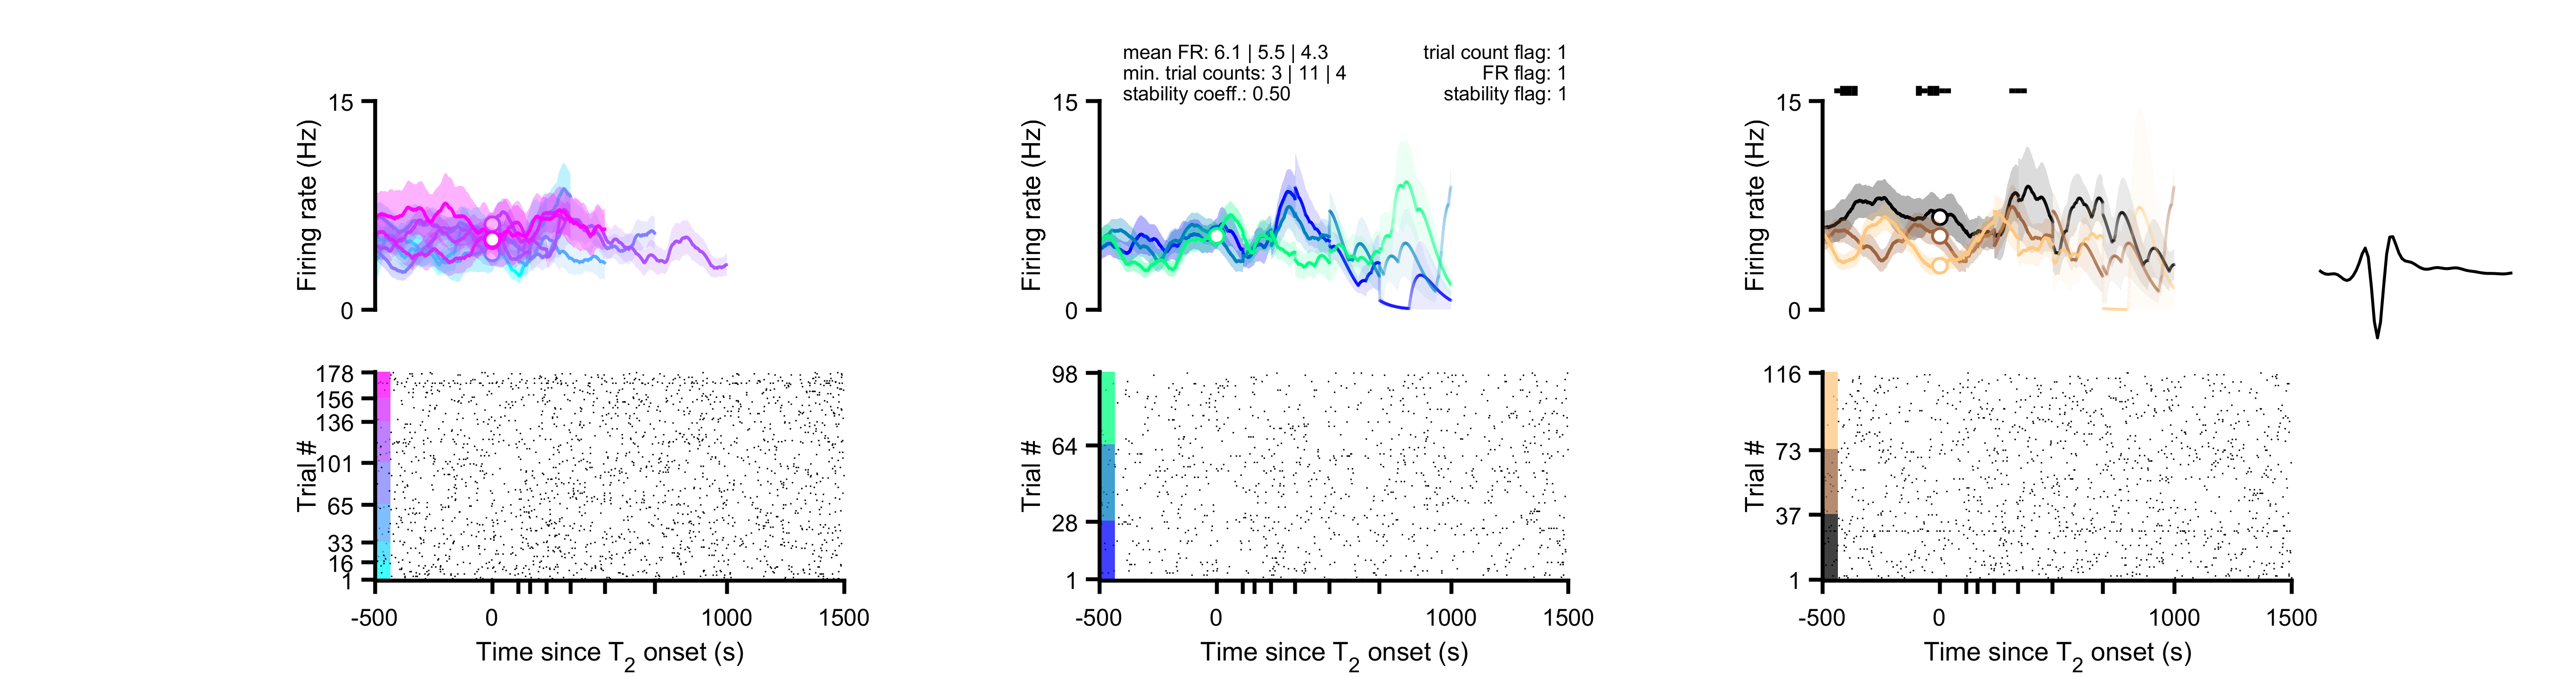 mean FR: 6.1 | 5.5 | 4.3
min. trial counts: 3 | 11 | 4
stability coeff.: 0.50
trial count flag: 1
FR flag: 1
stability flag: 1
Firing rate (Hz)
15
0
Firing rate (Hz)
15
0
Firing rate (Hz)
15
0
Trial #
178
156
136
101
65
33
16
1
-500
0
1000
1500
Time since T2 onset (s)
Trial #
98
64
28
1
-500
0
1000
1500
Time since T2 onset (s)
Trial #
116
73
37
1
-500
0
1000
1500
Time since T2 onset (s)